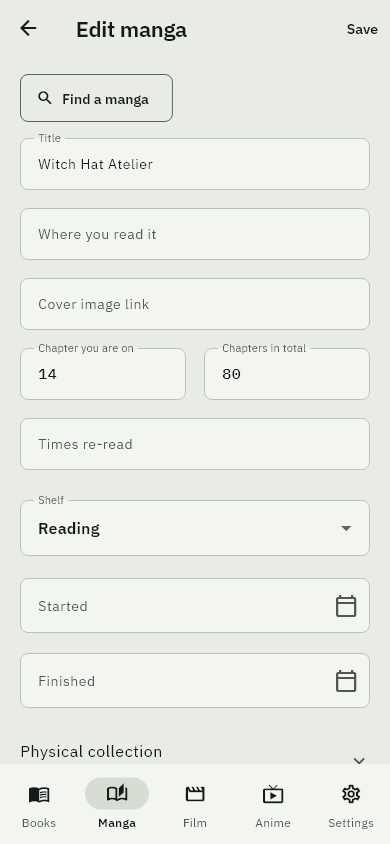 Edit manga
Save
Find a manga
Title
Witch Hat Atelier
Where you read it
Cover image link
Chapter you are on
Chapters in total
14
80
Times re-read
Shelf
Reading
Started
Finished
Physical collection
Books
Manga
Film
Anime
Settings